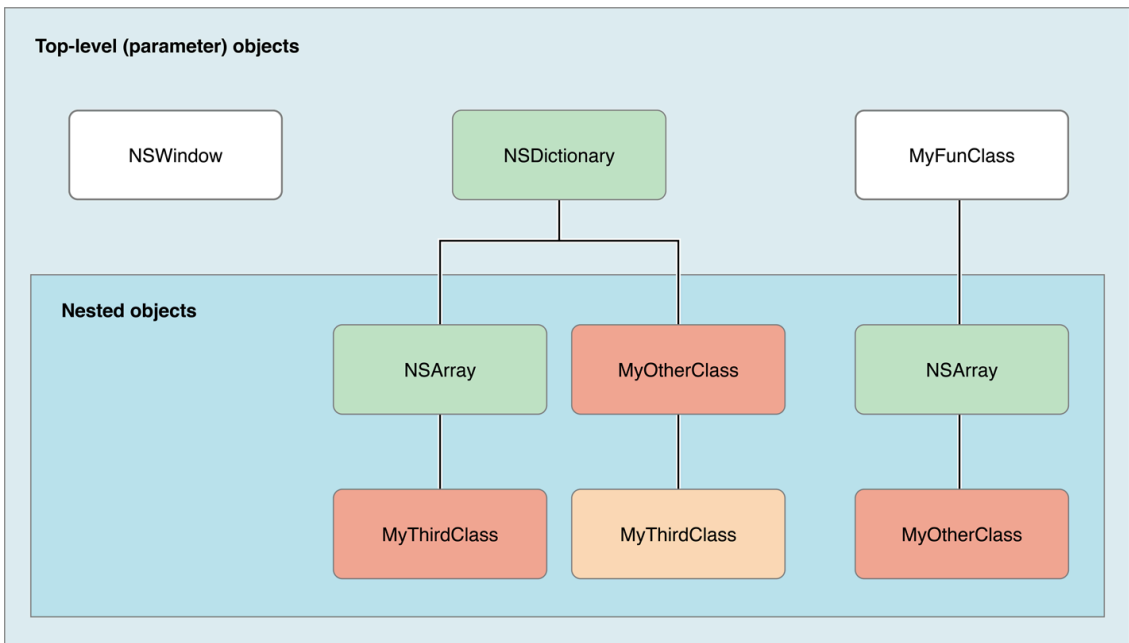 Top-level (parameter) objects
NSWindow
NSDictionary
MyFunClass
Nested objects
NSArray
MyOtherClass
NSArray
MyThirdClass
MyThirdClass
MyOtherClass